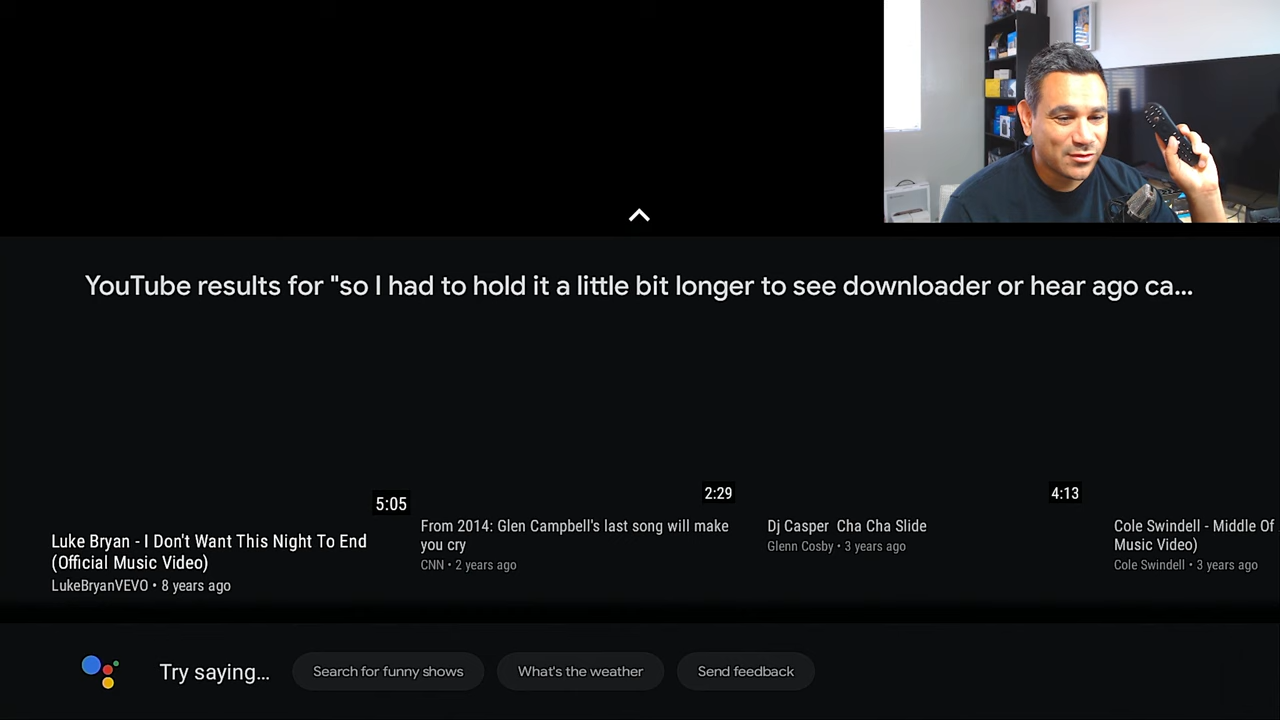 YouTube results for "so I had to hold it a little bit longer to see downloader or hear ago ca...
5:05
2:29
4:13
Luke Bryan - I Don't Want This Night To End
(Official Music Video)
LukeBryanVEVO • 8 years ago
From 2014: Glen Campbell's last song will make
you cry
CNN • 2 years ago
Dj Casper Cha Cha Slide
Glenn Cosby • 3 years ago
Cole Swindell - Middle Of
Music Video)
Cole Swindell • 3 years ago
Try saying...
Search for funny shows
What's the weather
Send feedback